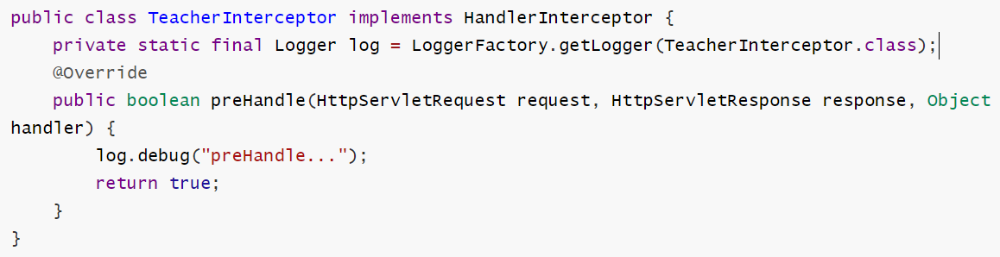 public class TeacherInterceptor implements HandlerInterceptor {
    private static final Logger log = LoggerFactory.getLogger(TeacherInterceptor.class);
    @Override
    public boolean preHandle(HttpServletRequest request, HttpServletResponse response, Object
handler) {
        log.debug("preHandle...");
        return true;
    }
}